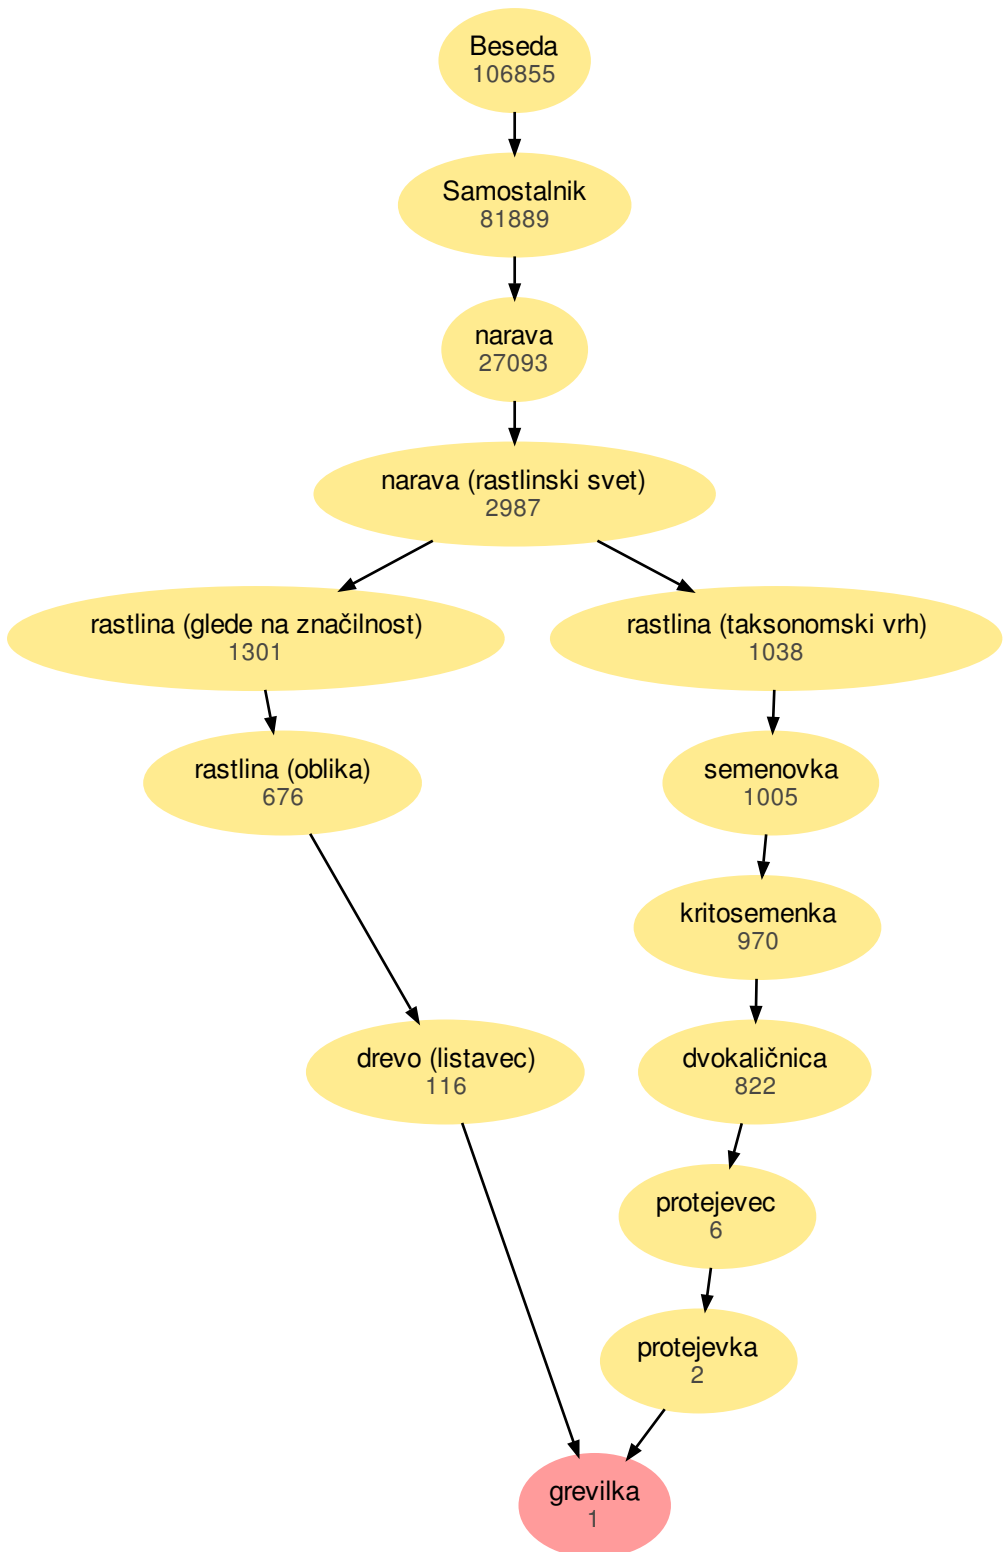 Beseda
106855
Samostalnik
81889
narava
27093
narava (rastlinski svet)
2987
rastlina (glede na značilnost)
1301
rastlina (taksonomski vrh)
1038
rastlina (oblika)
676
semenovka
1005
kritosemenka
970
drevo (listavec)
116
dvokaličnica
822
protejevec
6
protejevka
2
grevilka
1